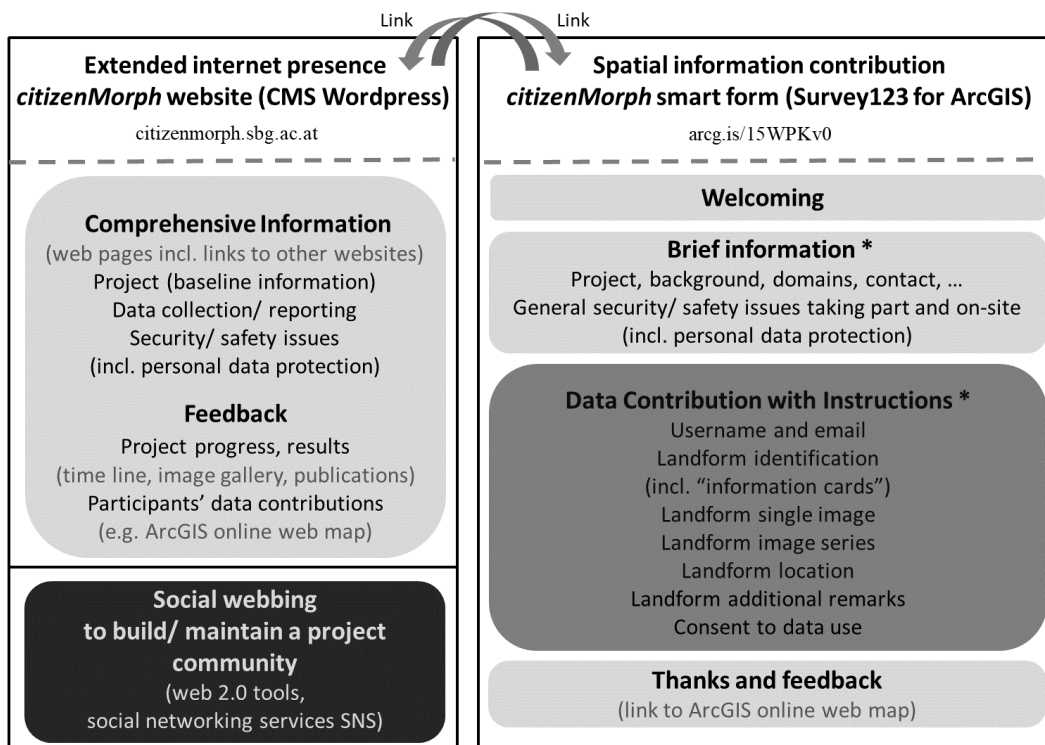 Link
Link
Extended internet presence
citizenMorph website (CMS Wordpress)
citizenmorph.sbg.ac.at
Comprehensive Information
(web pages incl. links to other websites)
Project (baseline information)
Data collection/ reporting
Security/ safety issues
(incl. personal data protection)
Feedback
Project progress, results
(time line, image gallery, publications)
Participants’ data contributions
(e.g. ArcGIS online web map)
Social webbing
to build/ maintain a project
community
(web 2.0 tools,
social networking services SNS)
Spatial information contribution
citizenMorph smart form (Survey123 for ArcGIS)
arcg.is/15WPKv0
Welcoming
Brief information *
Project, background, domains, contact, ...
General security/ safety issues taking part and on-site
(incl. personal data protection)
Data Contribution with Instructions *
Username and email
Landform identification
(incl. “information cards”)
Landform single image
Landform image series
Landform location
Landform additional remarks
Consent to data use
Thanks and feedback
(link to ArcGIS online web map)